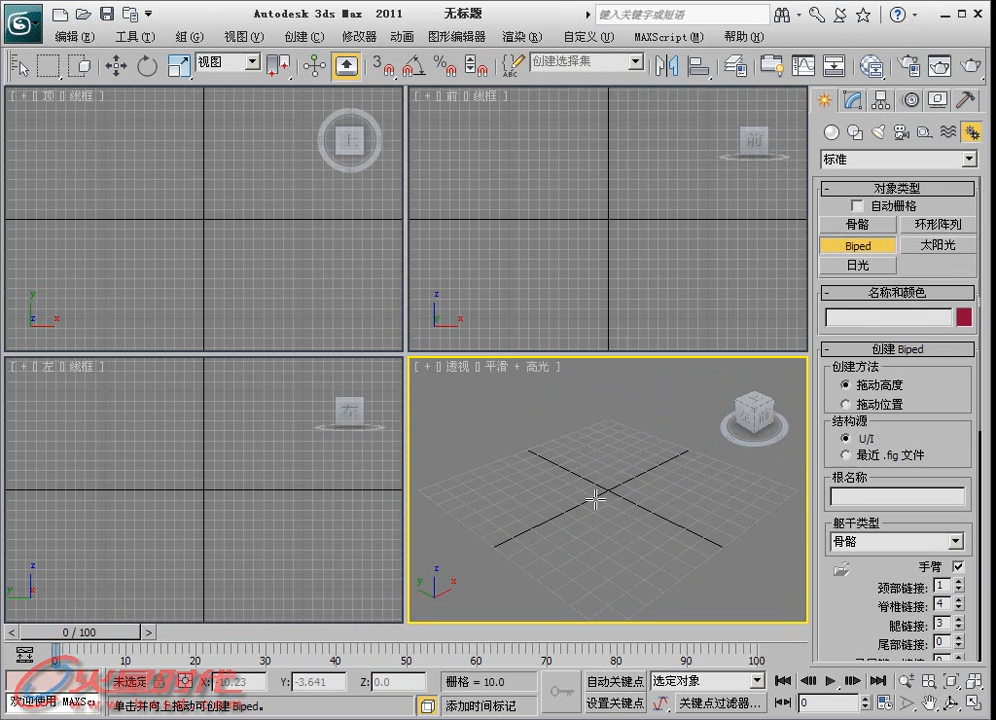 Autodesk 3ds Max 2011 无标题
键入关键字或短语
编辑(E) 工具(T) 组(G) 视图(V) 创建(C) 修改器 动画 图形编辑器 渲染(R) 自定义(U) MAXScript(M) 帮助(H)
视图
3
%
ABC
创建选择集
[ + [] 顶 [] 线框 ]
上
[ + [] 前 [] 线框 ]
前
[ + [] 左 [] 线框 ]
左
[ + [] 透视 [] 平滑 + 高光 ]
标准
- 对象类型
自动栅格
骨骼 环形阵列
Biped 太阳光
日光
- 名称和颜色
- 创建 Biped
创建方法
拖动高度
拖动位置
结构源
U/I
最近 .fig 文件
根名称
躯干类型
骨骼
手臂
颈部链接: 1
脊椎链接: 4
腿链接: 3
尾部链接: 0
< 0 / 100 >
0 10 20 30 40 50 60 70 80 90 100
未选定 X: 10.23 Y: -3.641 Z: 0.0 栅格 = 10.0 自动关键点 选定对象
欢迎使用 MAXSc 单击并向上拖动可创建 Biped。 添加时间标记 设置关键点 关键点过滤器... 0
火星时代